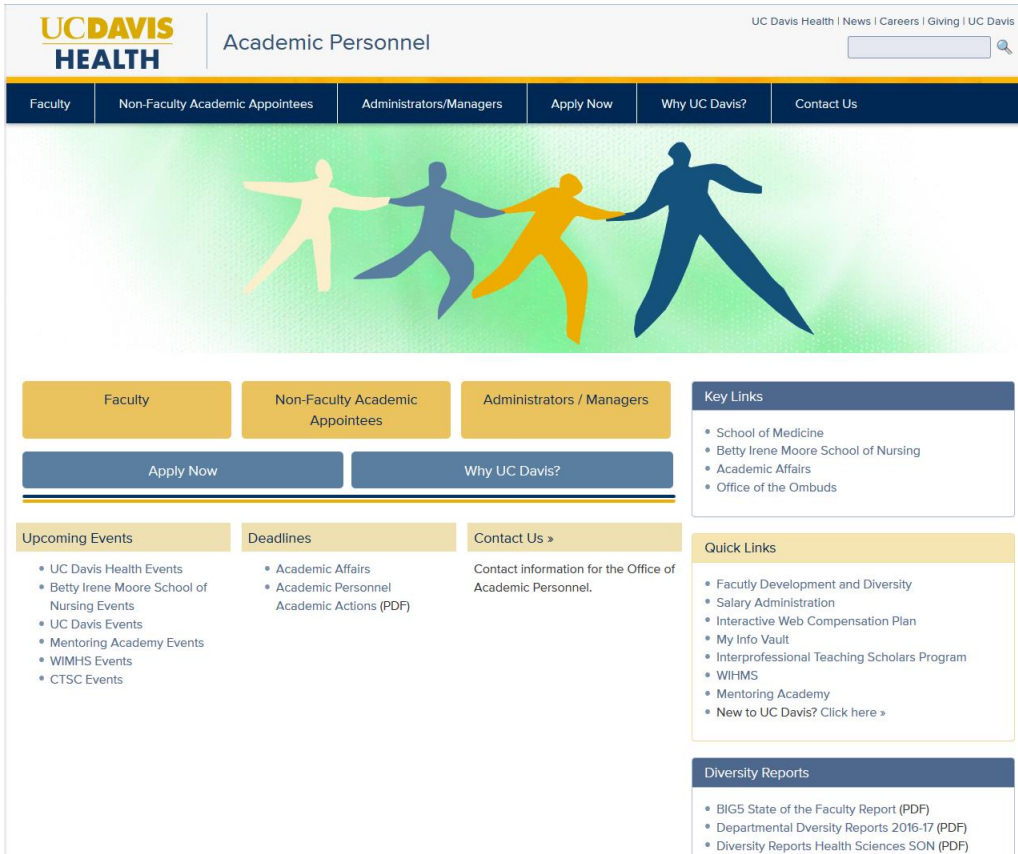 UCDAVIS
HEALTH
Academic Personnel
UC Davis Health | News | Careers | Giving | UC Davis
Faculty
Non-Faculty Academic Appointees
Administrators/Managers
Apply Now
Why UC Davis?
Contact Us
Faculty
Non-Faculty Academic
Appointees
Administrators / Managers
Apply Now
Why UC Davis?
Upcoming Events
• UC Davis Health Events
• Betty Irene Moore School of
Nursing Events
• UC Davis Events
• Mentoring Academy Events
• WIMHS Events
• CTSC Events
Deadlines
• Academic Affairs
• Academic Personnel
Academic Actions (PDF)
Contact Us »
Contact information for the Office of
Academic Personnel.
Key Links
• School of Medicine
• Betty Irene Moore School of Nursing
• Academic Affairs
• Office of the Ombuds
Quick Links
• Facutly Development and Diversity
• Salary Administration
• Interactive Web Compensation Plan
• My Info Vault
• Interprofessional Teaching Scholars Program
• WIHMS
• Mentoring Academy
• New to UC Davis? Click here »
Diversity Reports
• BIG5 State of the Faculty Report (PDF)
• Departmental Dversity Reports 2016-17 (PDF)
• Diversity Reports Health Sciences SON (PDF)